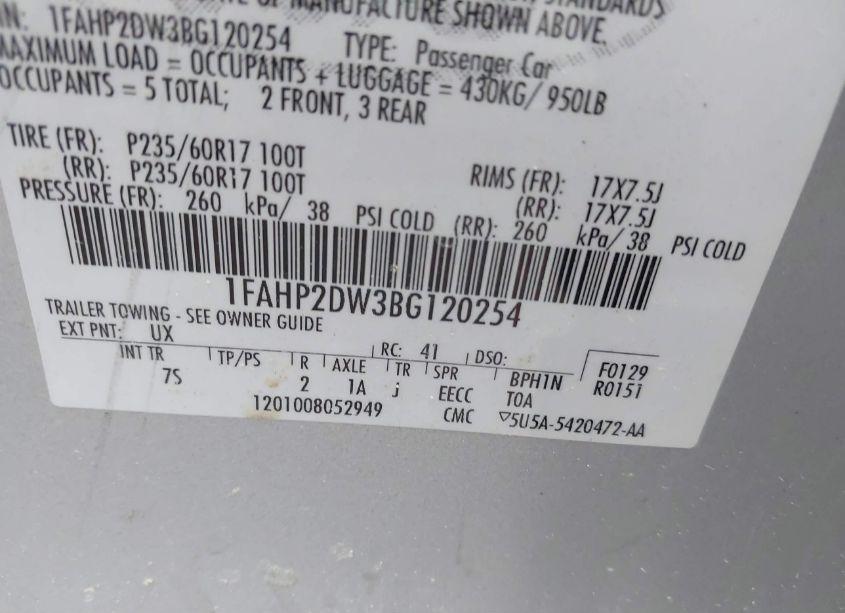 DATE OF MANUFACTURE SHOWN ABOVE.
1FAHP2DW3BG120254 TYPE: Passenger Car
MAXIMUM LOAD = OCCUPANTS + LUGGAGE = 430KG/ 950LB
OCCUPANTS = 5 TOTAL; 2 FRONT, 3 REAR
TIRE (FR): P235/60R17 100T RIMS (FR): 17X7.5J
(RR): P235/60R17 100T (RR): 17X7.5J
PRESSURE (FR): 260 kPa/ 38 PSI COLD (RR): 260 kPa/ 38 PSI COLD
1FAHP2DW3BG120254
TRAILER TOWING - SEE OWNER GUIDE
EXT PNT: UX RC: 41 DSO: F0129
INT TR TP/PS R AXLE TR SPR BPH1N R0151
7S 2 1A j EECC TOA
1201008052949 CMC ▽5U5A-5420472-AA